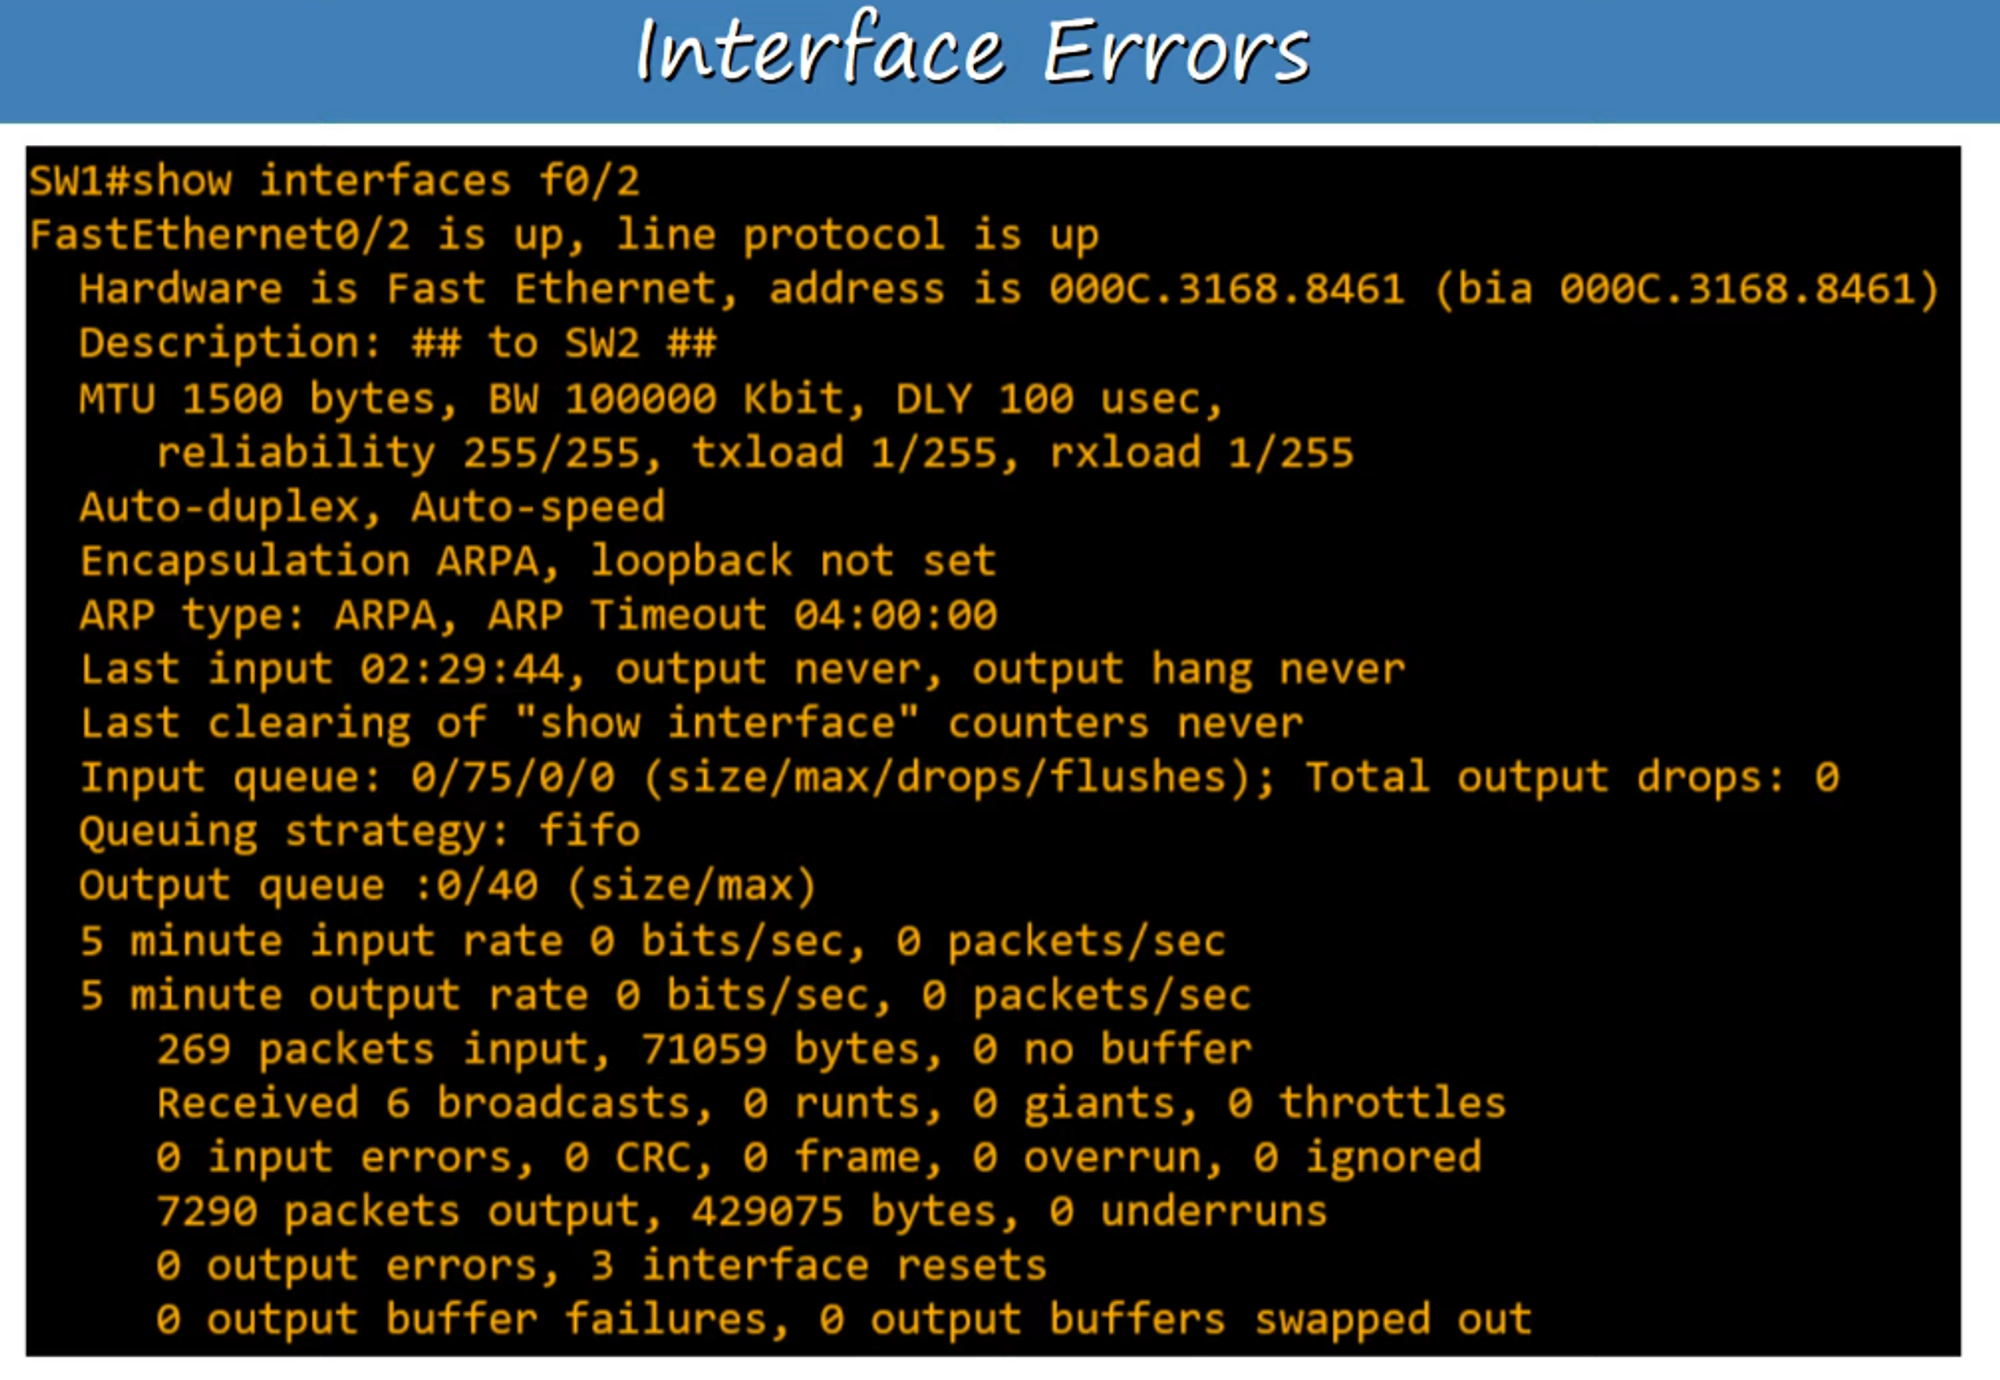 Interface Errors
SW1#show interfaces f0/2
FastEthernet0/2 is up, line protocol is up
Hardware is Fast Ethernet, address is 000C.3168.8461 (bia 000C.3168.8461)
Description: ## to SW2 ##
MTU 1500 bytes, BW 100000 Kbit, DLY 100 usec,
reliability 255/255, txload 1/255, rxload 1/255
Auto-duplex, Auto-speed
Encapsulation ARPA, loopback not set
ARP type: ARPA, ARP Timeout 04:00:00
Last input 02:29:44, output never, output hang never
Last clearing of "show interface" counters never
Input queue: 0/75/0/0 (size/max/drops/flushes); Total output drops: 0
Queuing strategy: fifo
Output queue :0/40 (size/max)
5 minute input rate 0 bits/sec, 0 packets/sec
5 minute output rate 0 bits/sec, 0 packets/sec
269 packets input, 71059 bytes, 0 no buffer
Received 6 broadcasts, 0 runts, 0 giants, 0 throttles
0 input errors, 0 CRC, 0 frame, 0 overrun, 0 ignored
7290 packets output, 429075 bytes, 0 underruns
0 output errors, 3 interface resets
0 output buffer failures, 0 output buffers swapped out